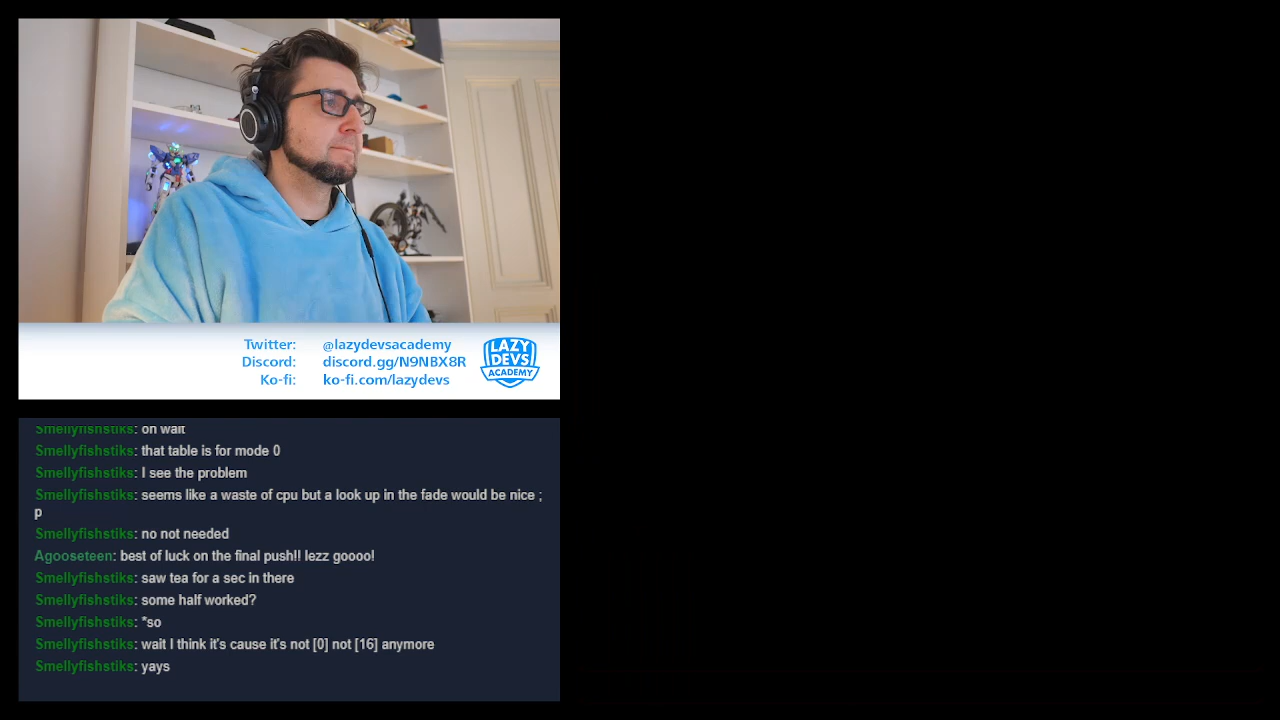 Twitter: @lazydevsacademy
Discord: discord.gg/N9NBX8R
Ko-fi: ko-fi.com/lazydevs
LAZY
DEVS
ACADEMY
Smellyfishstiks: on wait
Smellyfishstiks: that table is for mode 0
Smellyfishstiks: I see the problem
Smellyfishstiks: seems like a waste of cpu but a look up in the fade would be nice ;
p
Smellyfishstiks: no not needed
Agooseteen: best of luck on the final push!! lezz goooo!
Smellyfishstiks: saw tea for a sec in there
Smellyfishstiks: some half worked?
Smellyfishstiks: *so
Smellyfishstiks: wait I think it's cause it's not [0] not [16] anymore
Smellyfishstiks: yays